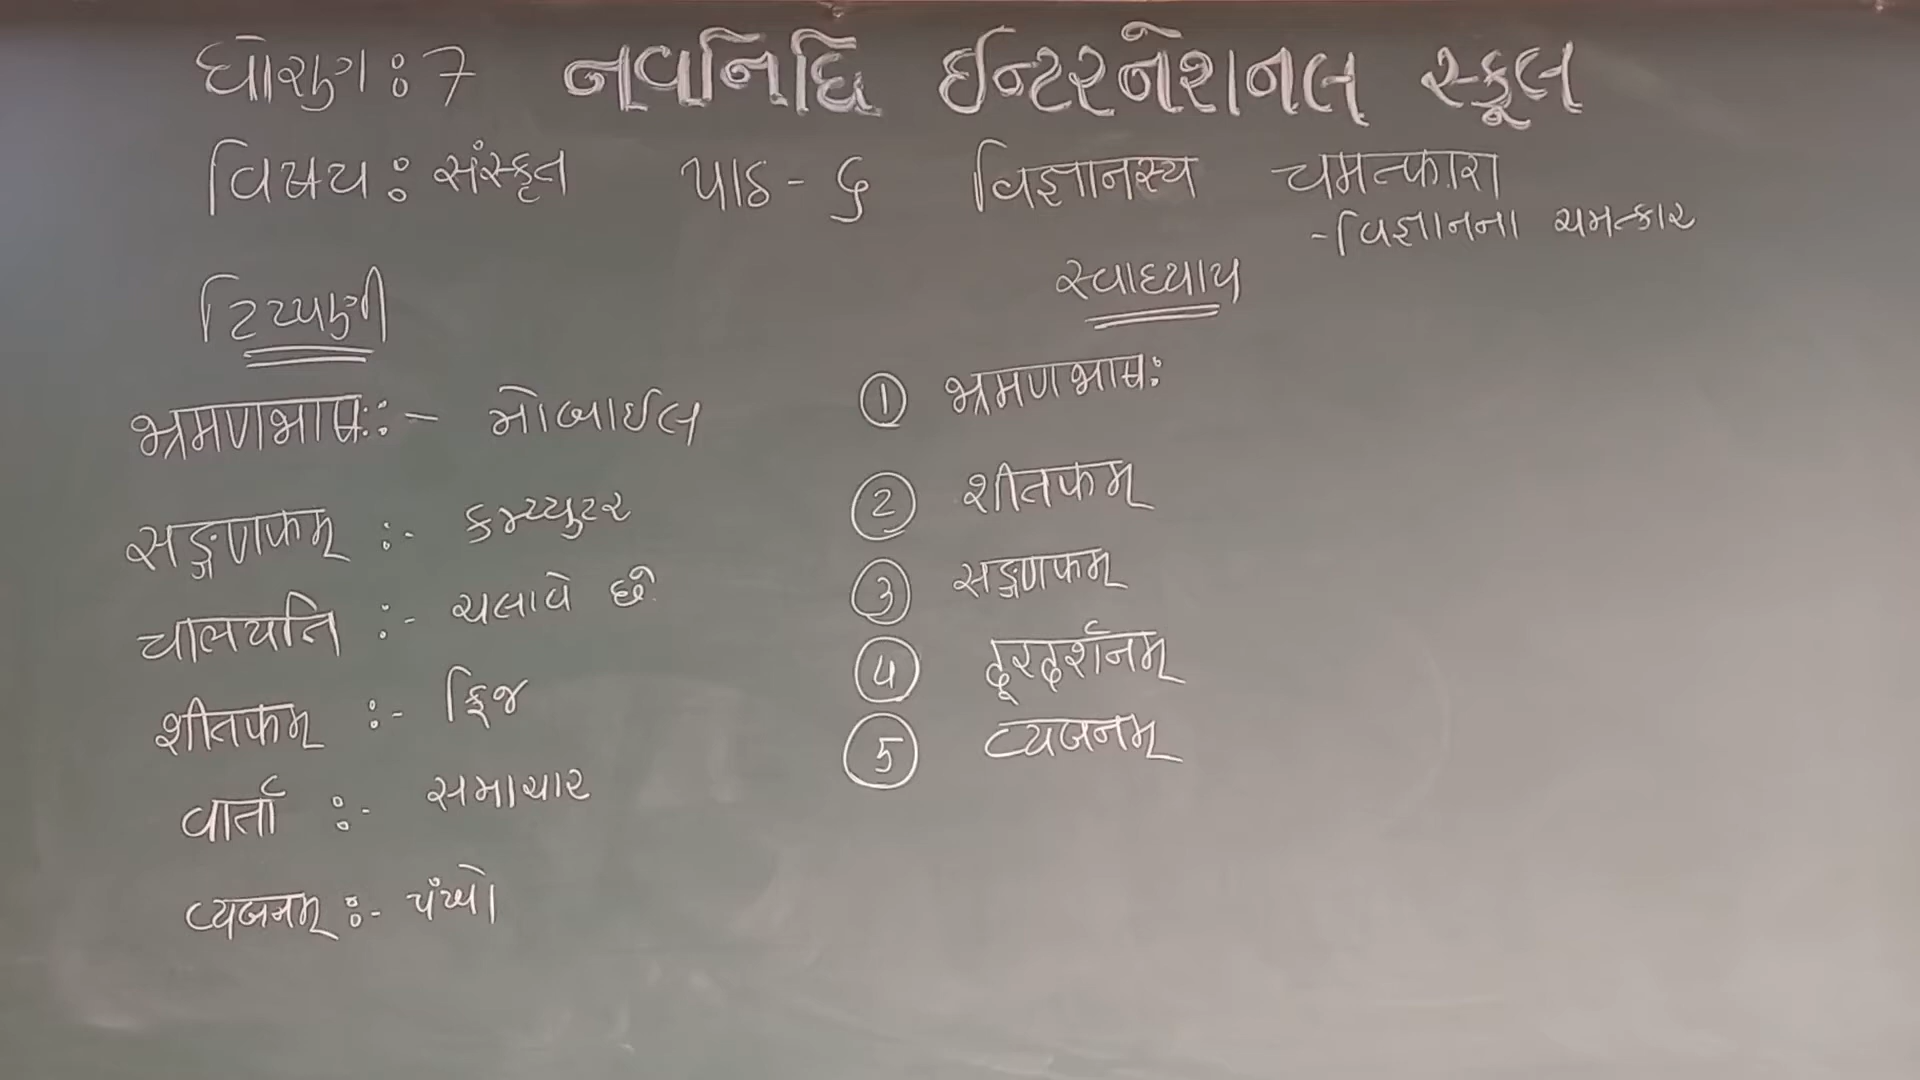 ધોરણ : 7 નવનિધિ ઈન્ટરનેશનલ સ્કૂલ
વિષય : સંસ્કૃત પાઠ - ૬ विज्ञानस्य चमत्कारा
- વિજ્ઞાનના ચમત્કાર
ટિપ્પણી
भ्रमणभाषः :- મોબાઈલ
सङ्गणकम् :- કમ્પ્યુટર
चालयति :- ચલાવે છે.
शीतकम् :- ફ્રિજ
वार्ता :- સમાચાર
व्यजनम् :- પંખો
સ્વાધ્યાય
1 भ्रमणभाषः
2 शीतकम्
3 सङ्गणकम्
4 दूरदर्शनम्
5 व्यजनम्